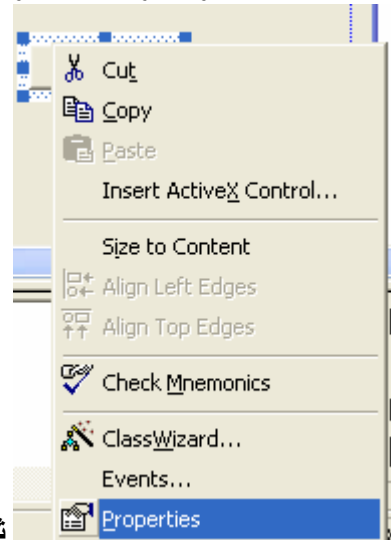 Cut
Copy
Paste
Insert ActiveX Control...
Size to Content
Align Left Edges
Align Top Edges
Check Mnemonics
ClassWizard...
Events...
Properties